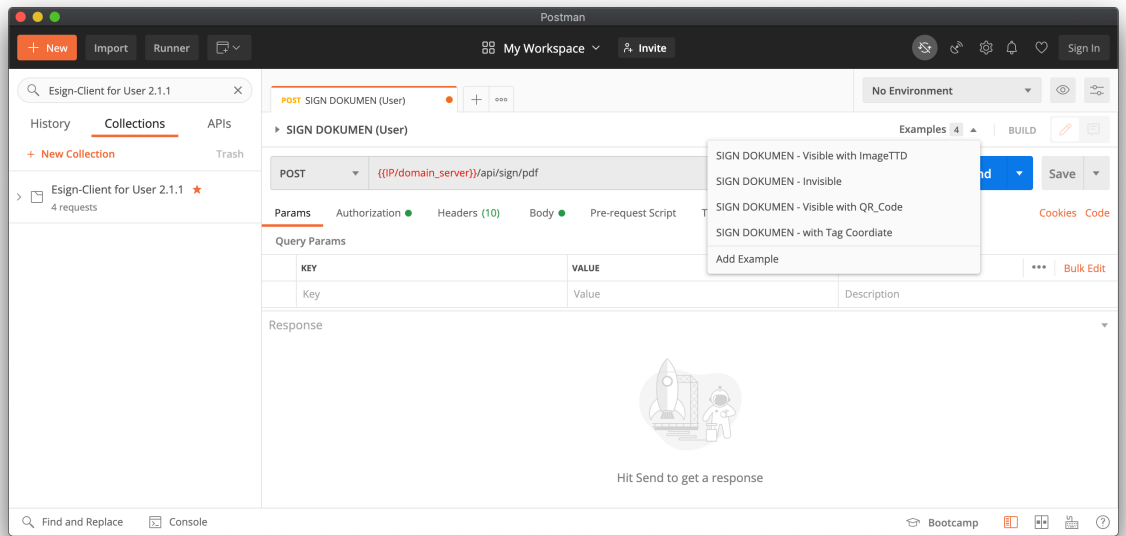 Postman
+ New
Import
Runner
My Workspace
Invite
Sign In
Esign-Client for User 2.1.1
History
Collections
APIs
+ New Collection
Trash
Esign-Client for User 2.1.1
4 requests
POST SIGN DOKUMEN (User)
No Environment
SIGN DOKUMEN (User)
Examples 4
BUILD
POST
{{IP/domain_server}}/api/sign/pdf
nd
Save
SIGN DOKUMEN - Visible with ImageTTD
SIGN DOKUMEN - Invisible
SIGN DOKUMEN - Visible with QR_Code
SIGN DOKUMEN - with Tag Coordiate
Add Example
Params
Authorization
Headers (10)
Body
Pre-request Script
T
Cookies
Code
Query Params
KEY
VALUE
Bulk Edit
Key
Value
Description
Response
Hit Send to get a response
Find and Replace
Console
Bootcamp